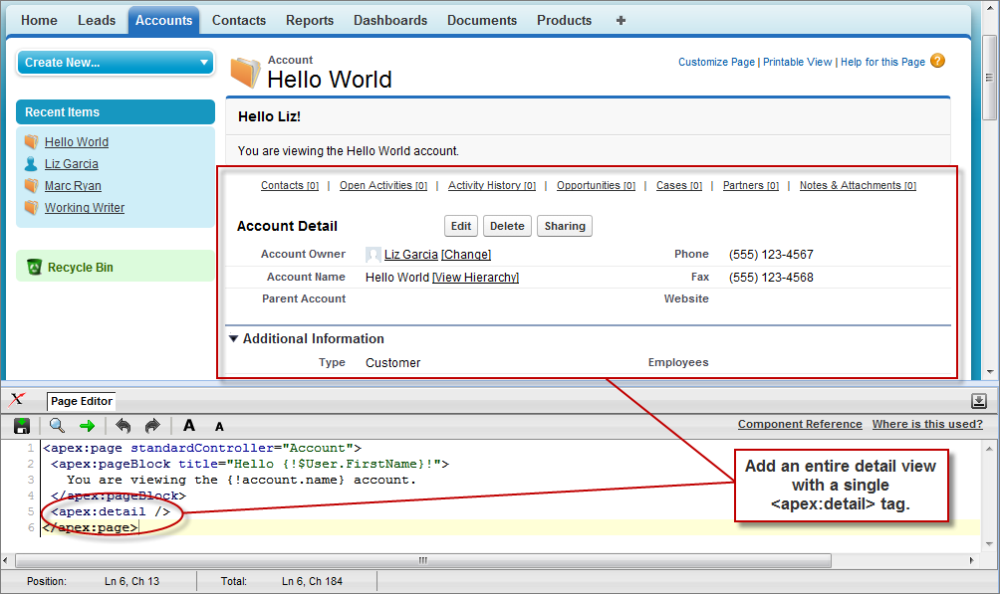 Home Leads Accounts Contacts Reports Dashboards Documents Products +
Create New...
Account
Hello World
Customize Page | Printable View | Help for this Page ?
Recent Items
Hello World
Liz Garcia
Marc Ryan
Working Writer
Recycle Bin
Hello Liz!
You are viewing the Hello World account.
Contacts [0] | Open Activities [0] | Activity History [0] | Opportunities [0] | Cases [0] | Partners [0] | Notes & Attachments [0]
Account Detail Edit Delete Sharing
Account Owner Liz Garcia [Change] Phone (555) 123-4567
Account Name Hello World [View Hierarchy] Fax (555) 123-4568
Parent Account Website
Additional Information
Type Customer Employees
Page Editor
A A Component Reference Where is this used?
1 <apex:page standardController="Account">
2 <apex:pageBlock title="Hello {!$User.FirstName}!">
3 You are viewing the {!account.name} account.
4 </apex:pageBlock>
5 <apex:detail />
6 </apex:page>
Add an entire detail view
with a single
<apex:detail> tag.
Position: Ln 6, Ch 13 Total: Ln 6, Ch 184